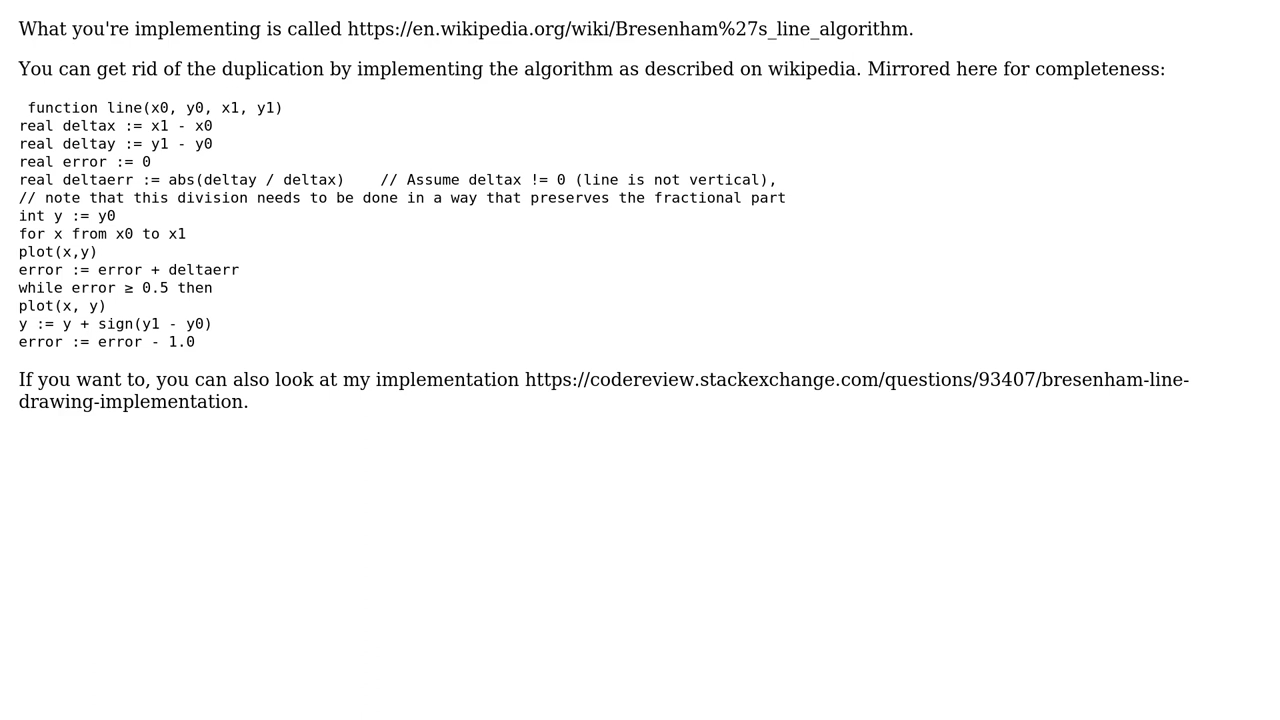 What you're implementing is called https://en.wikipedia.org/wiki/Bresenham%27s_line_algorithm.
You can get rid of the duplication by implementing the algorithm as described on wikipedia. Mirrored here for completeness:
function line(x0, y0, x1, y1)
real deltax := x1 - x0
real deltay := y1 - y0
real error := 0
real deltaerr := abs(deltay / deltax)    // Assume deltax != 0 (line is not vertical),
// note that this division needs to be done in a way that preserves the fractional part
int y := y0
for x from x0 to x1
plot(x,y)
error := error + deltaerr
while error ≥ 0.5 then
plot(x, y)
y := y + sign(y1 - y0)
error := error - 1.0
If you want to, you can also look at my implementation https://codereview.stackexchange.com/questions/93407/bresenham-line-
drawing-implementation.